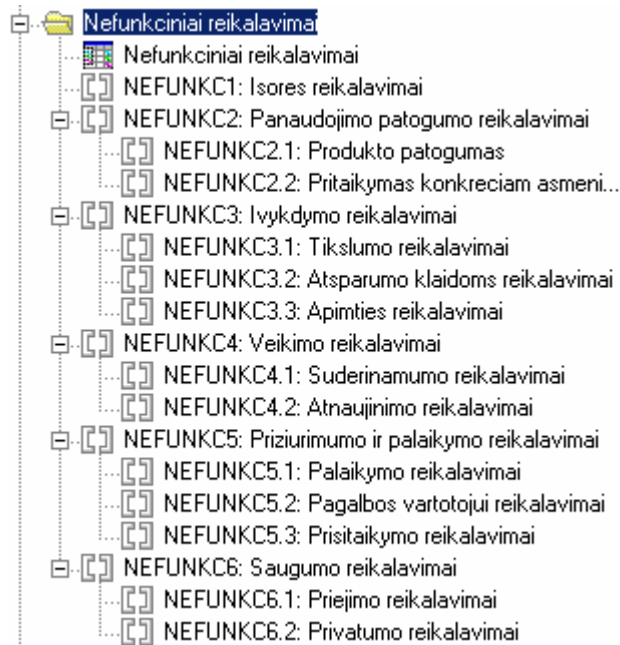 Nefunkciniai reikalavimai
Nefunkciniai reikalavimai
NEFUNKC1: Isores reikalavimai
NEFUNKC2: Panaudojimo patogumo reikalavimai
NEFUNKC2.1: Produkto patogumas
NEFUNKC2.2: Pritaikymas konkreciam asmeni...
NEFUNKC3: Ivykdymo reikalavimai
NEFUNKC3.1: Tikslumo reikalavimai
NEFUNKC3.2: Atsparumo klaidoms reikalavimai
NEFUNKC3.3: Apimties reikalavimai
NEFUNKC4: Veikimo reikalavimai
NEFUNKC4.1: Suderinamumo reikalavimai
NEFUNKC4.2: Atnaujinimo reikalavimai
NEFUNKC5: Priziurimumo ir palaikymo reikalavimai
NEFUNKC5.1: Palaikymo reikalavimai
NEFUNKC5.2: Pagalbos vartotojui reikalavimai
NEFUNKC5.3: Prisitaikymo reikalavimai
NEFUNKC6: Saugumo reikalavimai
NEFUNKC6.1: Priejimo reikalavimai
NEFUNKC6.2: Privatumo reikalavimai